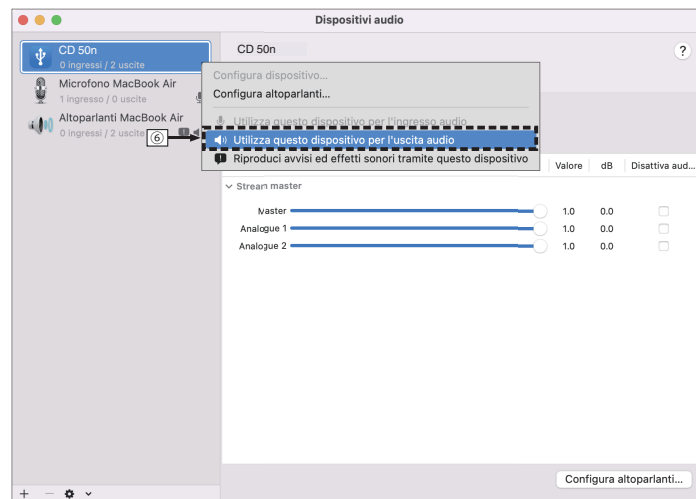 Dispositivi audio
CD 50n
0 ingressi / 2 uscite
Microfono MacBook Air
1 ingresso / 0 uscite
Altoparlanti MacBook Air
0 ingressi / 2 uscite
⑥
CD 50n
?
Configura dispositivo...
Configura altoparlanti...
Utilizza questo dispositivo per l'ingresso audio
Utilizza questo dispositivo per l'uscita audio
Riproduci avvisi ed effetti sonori tramite questo dispositivo
Valore dB Disattiva aud...
Stream master
Master 1.0 0.0
Analogue 1 1.0 0.0
Analogue 2 1.0 0.0
Configura altoparlanti...